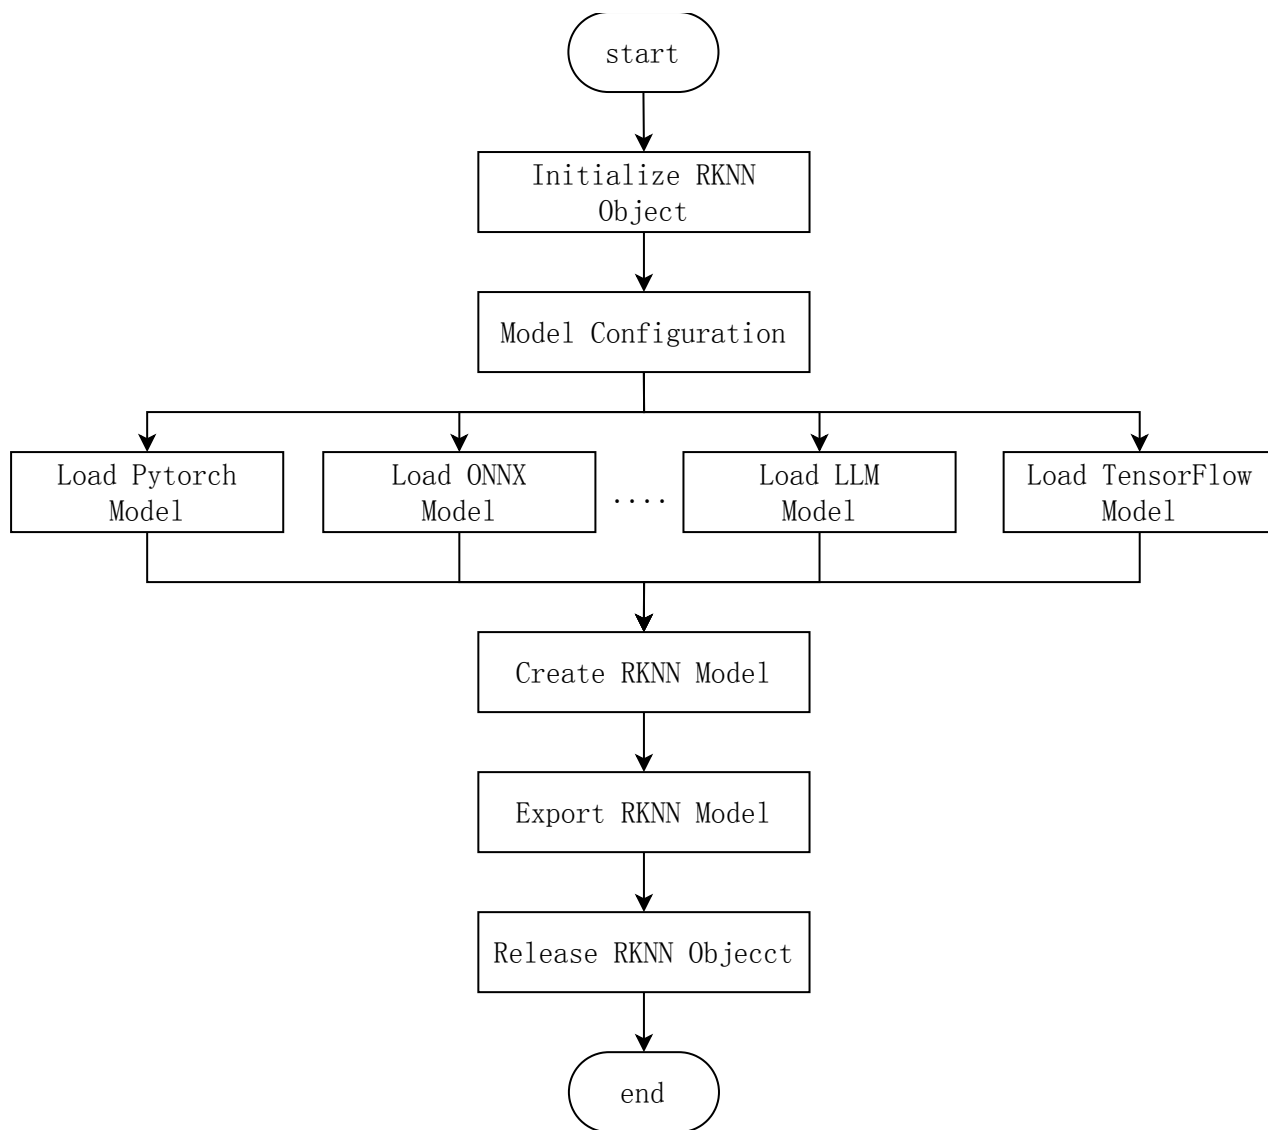 start
Initialize RKNN
Object
Model Configuration
Load Pytorch
Model
Load ONNX
Model
....
Load LLM
Model
Load TensorFlow
Model
Create RKNN Model
Export RKNN Model
Release RKNN Objecct
end